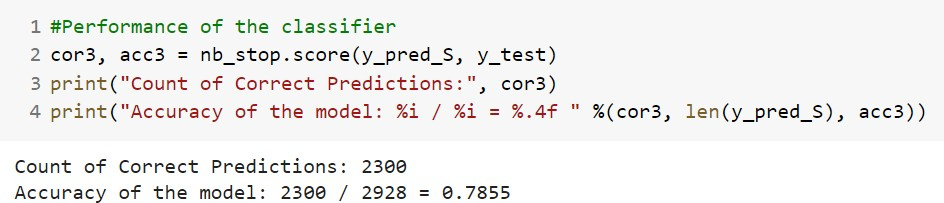 1 #Performance of the classifier
2 cor3, acc3 = nb_stop.score(y_pred_S, y_test)
3 print("Count of Correct Predictions:", cor3)
4 print("Accuracy of the model: %i / %i = %.4f " %(cor3, len(y_pred_S), acc3))
Count of Correct Predictions: 2300
Accuracy of the model: 2300 / 2928 = 0.7855